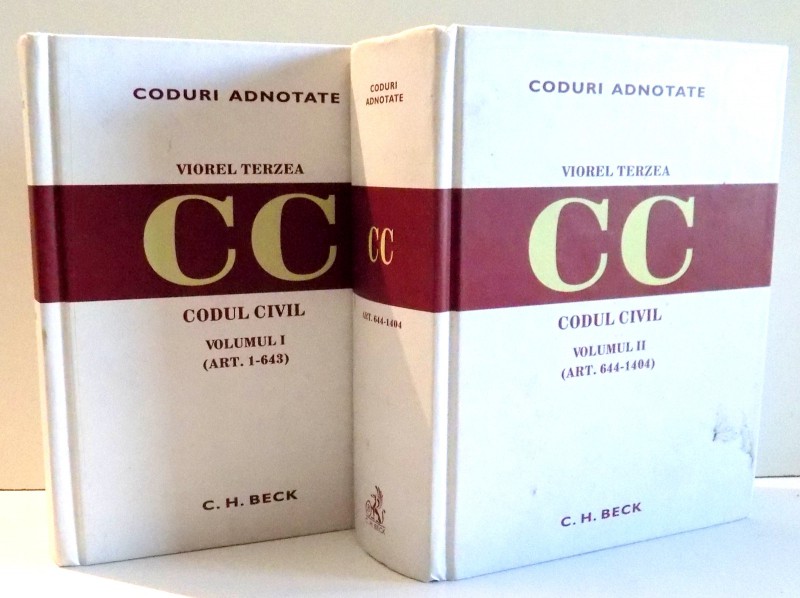 CODURI ADNOTATE
VIOREL TERZEA
CC
CODUL CIVIL
VOLUMUL I
(ART. 1-643)
C. H. BECK
CODURI
ADNOTATE
CC
ART. 644-1404
C.H. BECK
CODURI ADNOTATE
VIOREL TERZEA
CC
CODUL CIVIL
VOLUMUL II
(ART. 644-1404)
C. H. BECK